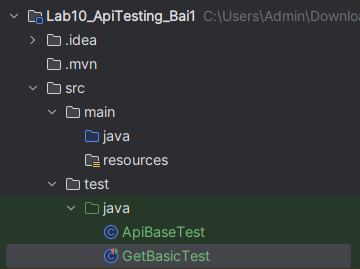 Lab10_ApiTesting_Bai1 C:\Users\Admin\Downlo
.idea
.mvn
src
main
java
resources
test
java
ApiBaseTest
GetBasicTest